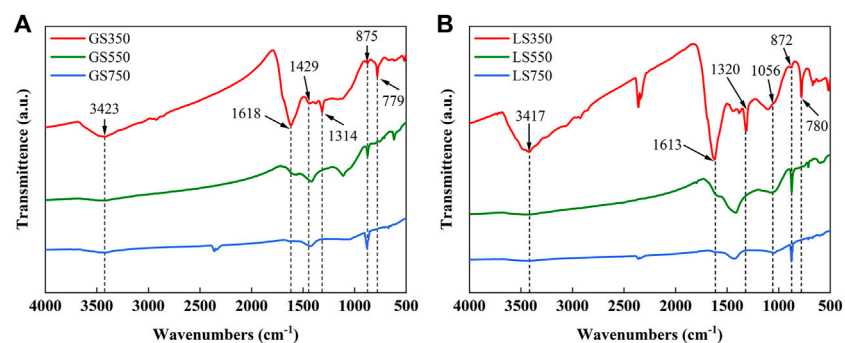 A
GS350
GS550
GS750
875
1429
3423
1618
1314
779
Transmittence (a.u.)
4000 3500 3000 2500 2000 1500 1000 500
Wavenumbers (cm⁻¹)
B
LS350
LS550
LS750
872
1320 1056
3417
1613
780
Transmittence (a.u.)
4000 3500 3000 2500 2000 1500 1000 500
Wavenumbers (cm⁻¹)